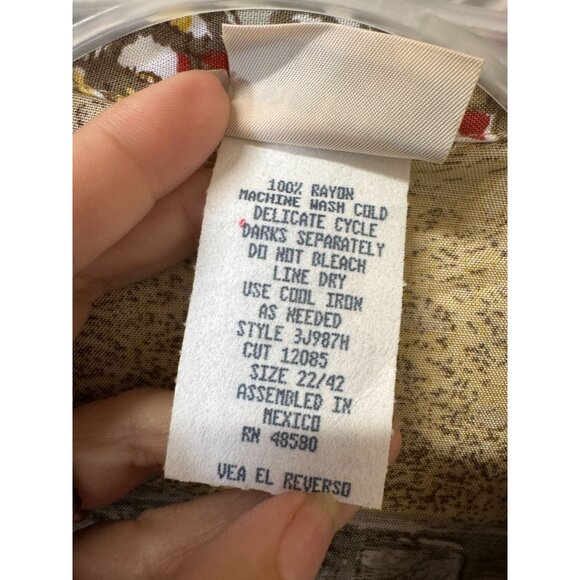 100% RAYON
MACHINE WASH COLD
DELICATE CYCLE
DARKS SEPARATELY
DO NOT BLEACH
LINE DRY
USE COOL IRON
AS NEEDED
STYLE 3J987H
CUT 12085
SIZE 22/42
ASSEMBLED IN
MEXICO
RN 48580
VEA EL REVERSO